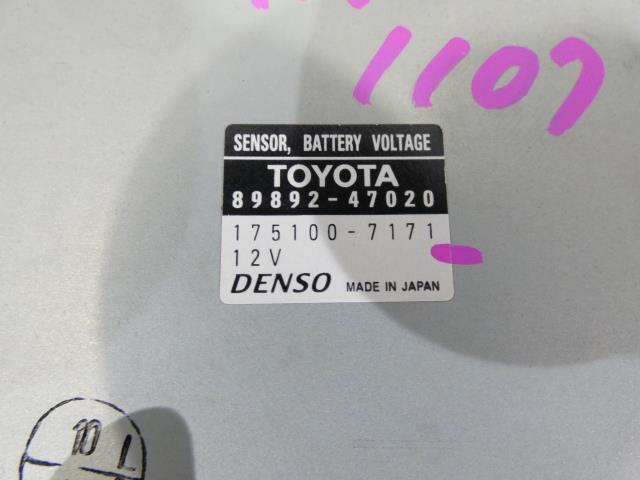 1107
SENSOR, BATTERY VOLTAGE
TOYOTA
89892-47020
175100-7171
12V
DENSO MADE IN JAPAN
10 L